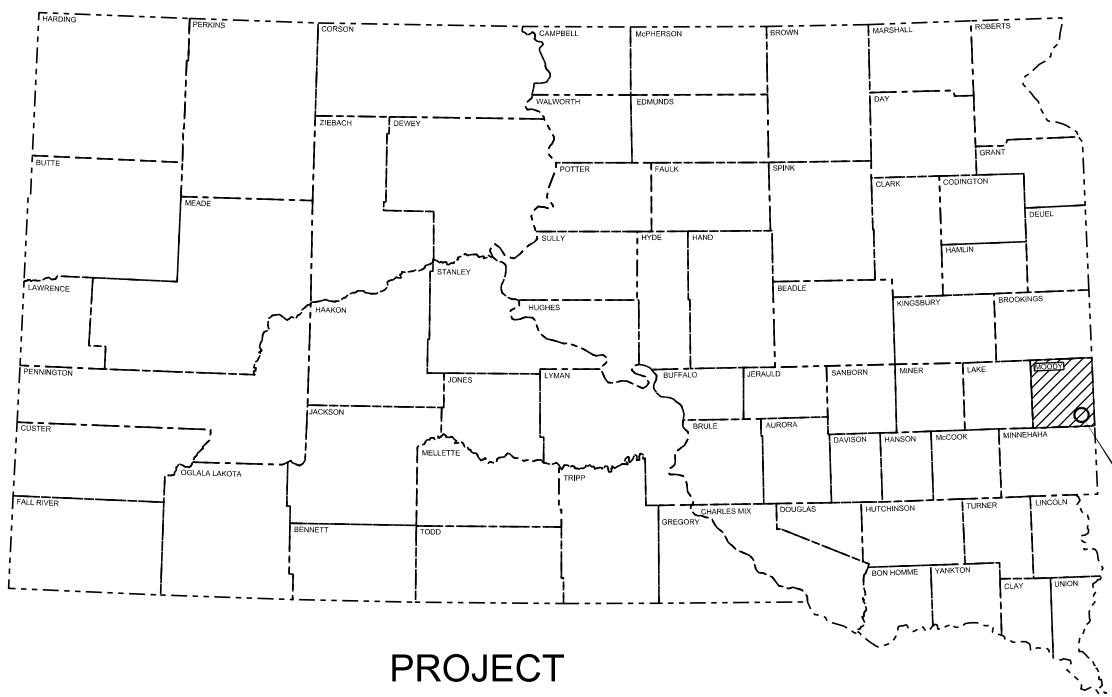 HARDING
PERKINS
CORSON
CAMPBELL
McPHERSON
BROWN
MARSHALL
ROBERTS
WALWORTH
EDMUNDS
DAY
ZIEBACH
DEWEY
GRANT
BUTTE
POTTER
FAULK
SPINK
CLARK
CODINGTON
MEADE
DEUEL
SULLY
HYDE
HAND
HAMLIN
STANLEY
LAWRENCE
BEADLE
HAAKON
HUGHES
KINGSBURY
BROOKINGS
PENNINGTON
JONES
LYMAN
BUFFALO
JERAULD
SANBORN
MINER
LAKE
MOODY
JACKSON
CUSTER
BRULE
AURORA
DAVISON
HANSON
McCOOK
MINNEHAHA
MELLETTE
OGLALA LAKOTA
TRIPP
FALL RIVER
BENNETT
TODD
GREGORY
CHARLES MIX
DOUGLAS
HUTCHINSON
TURNER
LINCOLN
BON HOMME
YANKTON
CLAY
UNION
PROJECT